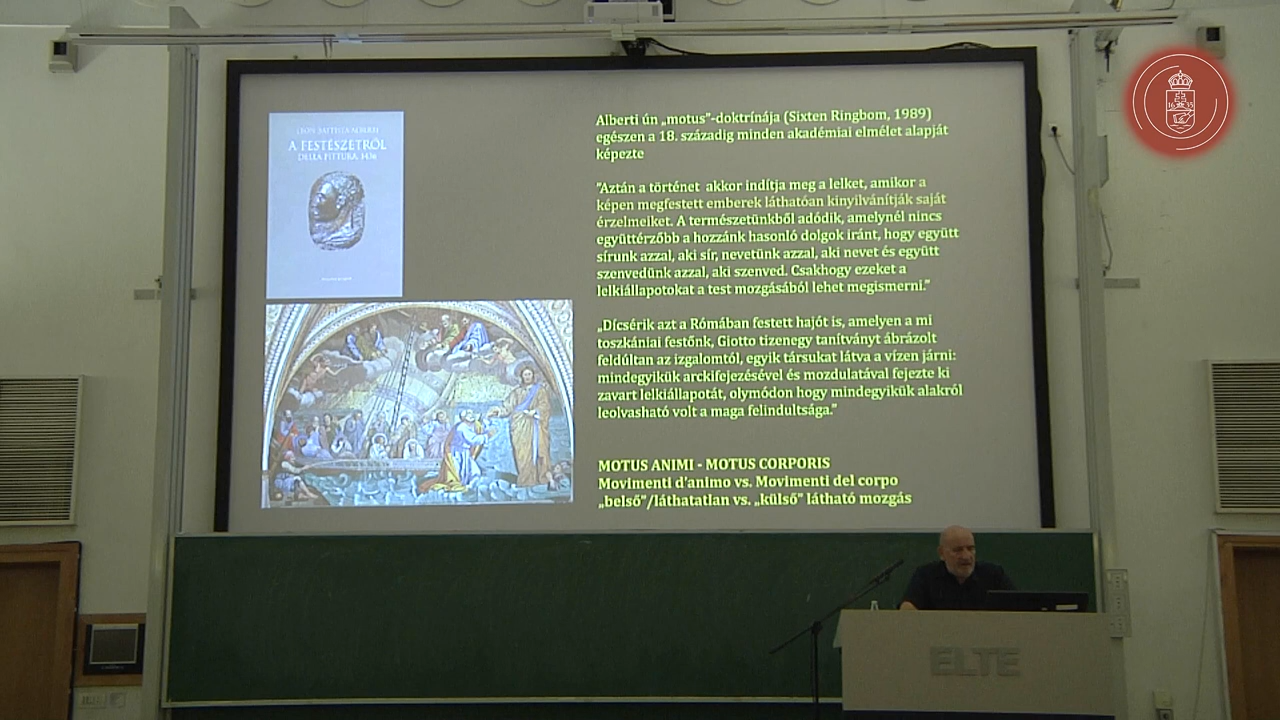 LEON BATTISTA ALBERTI
A FESTÉSZETRŐL
DELLA PITTURA, 1436
Alberti ún „motus”-doktrínája (Sixten Ringbom, 1989)
egészen a 18. századig minden akadémiai elmélet alapját
képezte
”Aztán a történet akkor indítja meg a lelket, amikor a
képen megfestett emberek láthatóan kinyilvánítják saját
érzelmeiket. A természetünkből adódik, amelynél nincs
együttérzőbb a hozzánk hasonló dolgok iránt, hogy együtt
sírunk azzal, aki sír, nevetünk azzal, aki nevet és együtt
szenvedünk azzal, aki szenved. Csakhogy ezeket a
lelkiállapotokat a test mozgásából lehet megismerni.”
„Dícsérik azt a Rómában festett hajót is, amelyen a mi
toszkániai festőnk, Giotto tizenegy tanítványt ábrázolt
feldúltan az izgalomtól, egyik társukat látva a vízen járni:
mindegyikük arckifejezésével és mozdulatával fejezte ki
zavart lelkiállapotát, olymódon hogy mindegyikük alakról
leolvasható volt a maga felindultsága.”
MOTUS ANIMI - MOTUS CORPORIS
Movimenti d'animo vs. Movimenti del corpo
„belső”/láthatatlan vs. „külső” látható mozgás
ELTE
16 35